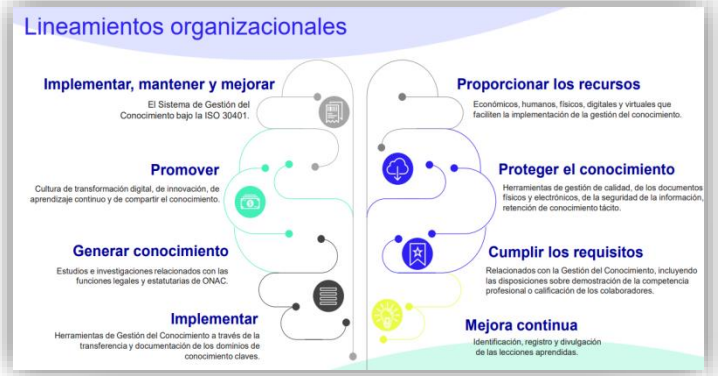 Lineamientos organizacionales
Implementar, mantener y mejorar
El Sistema de Gestión del
Conocimiento bajo la ISO 30401.
Promover
Cultura de transformación digital, de innovación, de
aprendizaje continuo y de compartir el conocimiento.
Generar conocimiento
Estudios e investigaciones relacionados con las
funciones legales y estatutarias de ONAC.
Implementar
Herramientas de Gestión del Conocimiento a través de la
transferencia y documentación de los dominios de
conocimiento claves.
Proporcionar los recursos
Económicos, humanos, físicos, digitales y virtuales que
faciliten la implementación de la gestión del conocimiento.
Proteger el conocimiento
Herramientas de gestión de calidad, de los documentos
físicos y electrónicos, de la seguridad de la información,
retención de conocimiento tácito.
Cumplir los requisitos
Relacionados con la Gestión del Conocimiento, incluyendo
las disposiciones sobre demostración de la competencia
profesional o calificación de los colaboradores.
Mejora continua
Identificación, registro y divulgación
de las lecciones aprendidas.